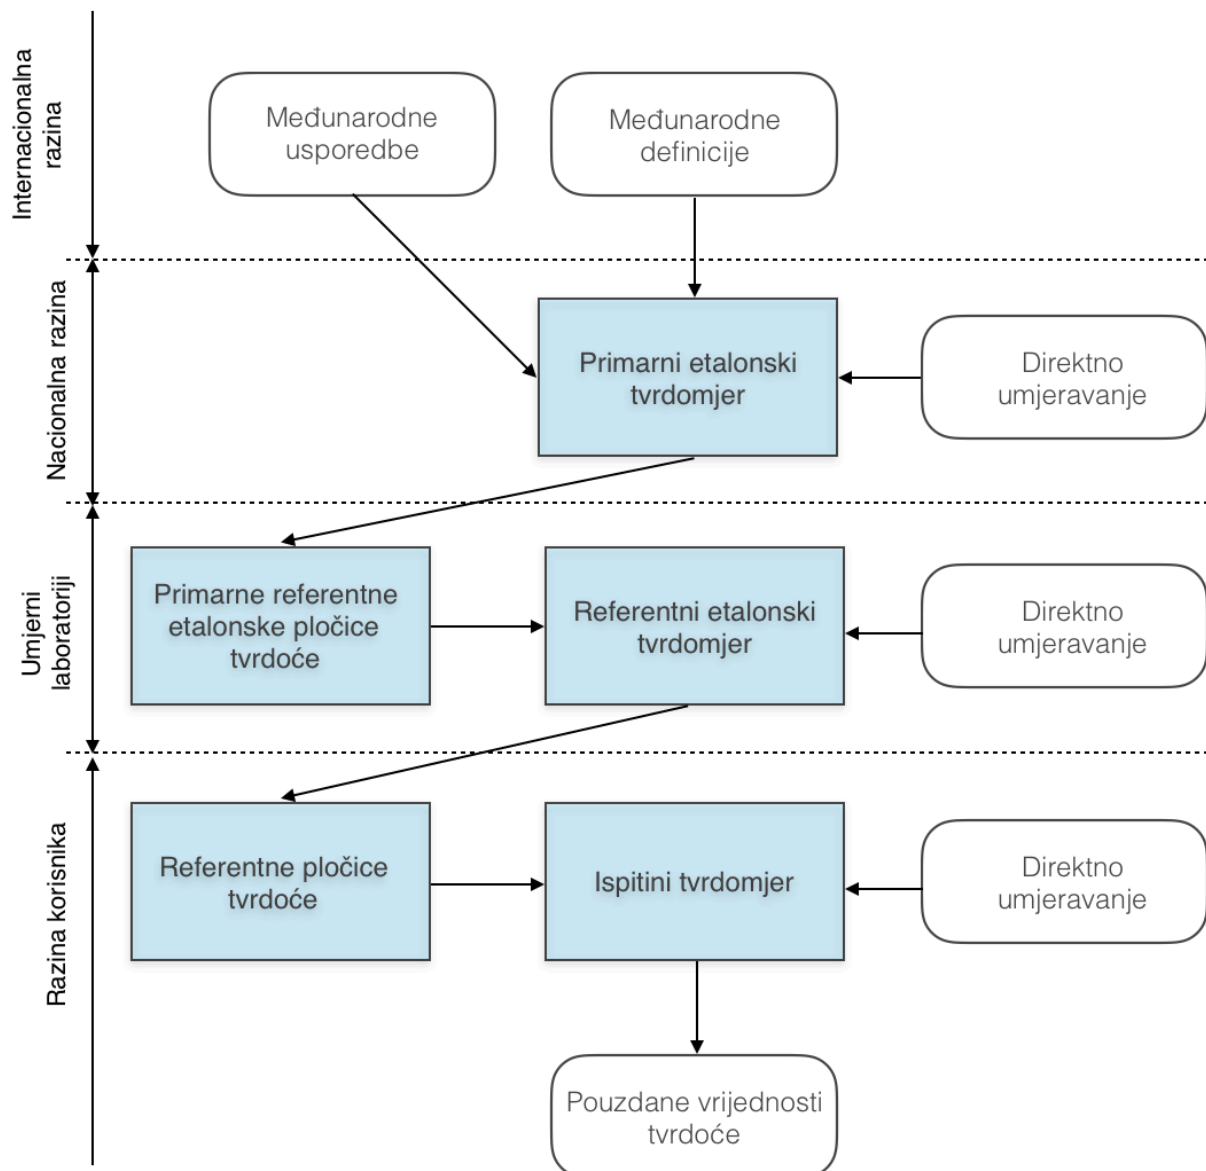 Internacionalna
razina
Međunarodne
usporedbe
Međunarodne
definicije
Nacionalna razina
Primarni etalonski
tvrdomjer
Direktno
umjeravanje
Umjerni
laboratoriji
Primarne referentne
etalonske pločice
tvrdoće
Referentni etalonski
tvrdomjer
Direktno
umjeravanje
Razina korisnika
Referentne pločice
tvrdoće
Ispitini tvrdomjer
Direktno
umjeravanje
Pouzdane vrijednosti
tvrdoće